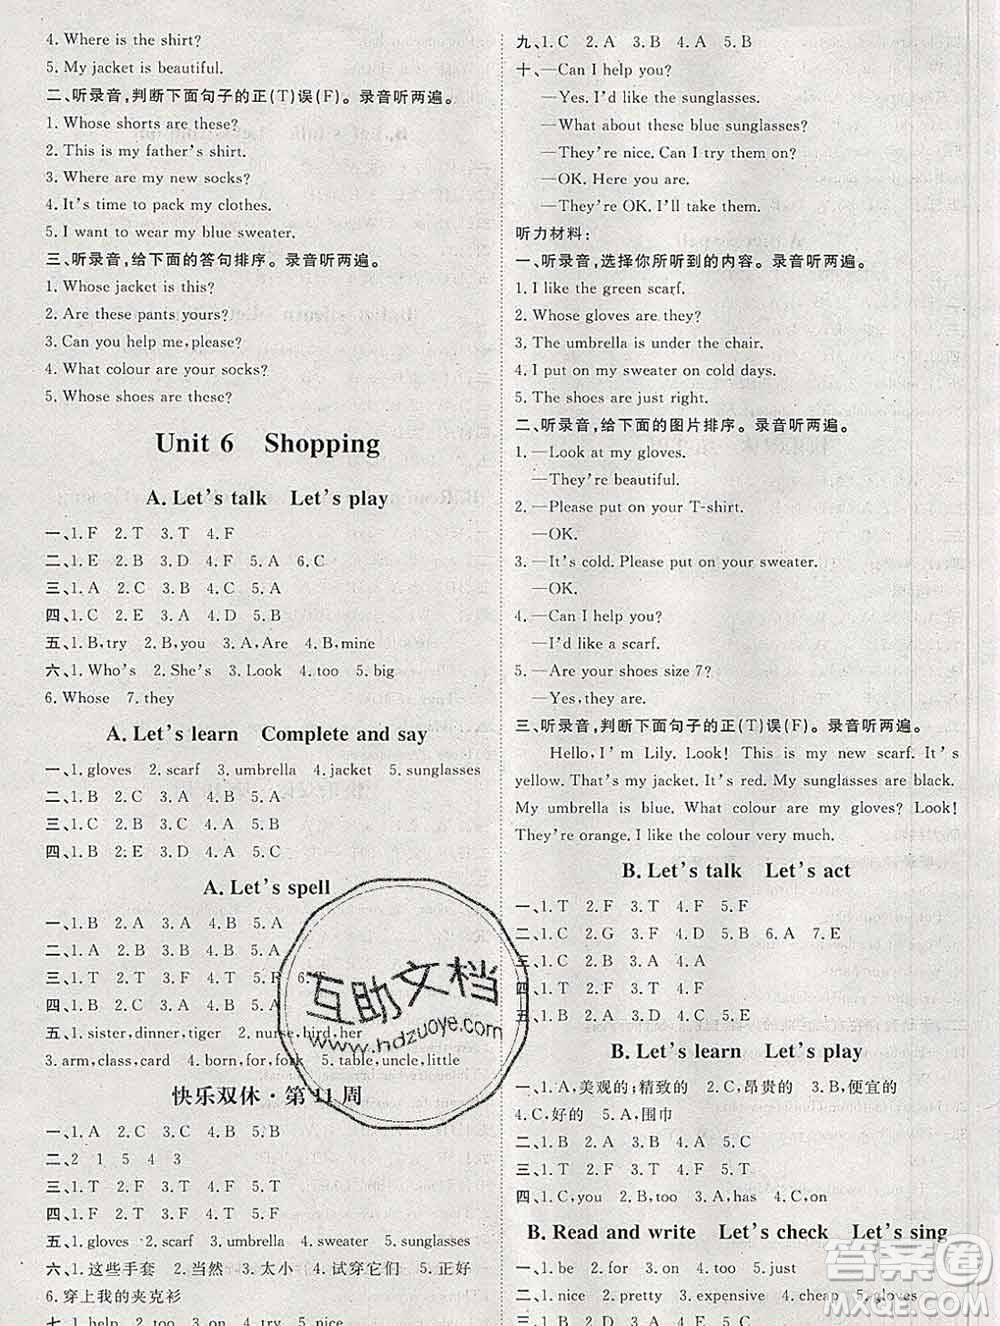 4. Where is the shirt?
5. My jacket is beautiful.
二、听录音,判断下面句子的正(T)误(F)。录音听两遍。
1. Whose shorts are these?
2. This is my father's shirt.
3. Where are my new socks?
4. It's time to pack my clothes.
5. I want to wear my blue sweater.
三、听录音,给下面的答句排序。录音听两遍。
1. Whose jacket is this?
2. Are these pants yours?
3. Can you help me, please?
4. What colour are your socks?
5. Whose shoes are these?
Unit 6 Shopping
A. Let's talk Let's play
一、1. F 2. T 3. T 4. F
二、1. E 2. B 3. D 4. F 5. A 6. C
三、1. A 2. C 3. B 4. C 5. A
四、1. C 2. E 3. A 4. D 5. B
五、1. B, try 2. B, you 3. A, Are 4. B, mine
六、1. Who's 2. She's 3. Look 4. too 5. big
6. Whose 7. they
A. Let's learn Complete and say
一、1. gloves 2. scarf 3. umbrella 4. jacket 5. sunglasses
二、1. B 2. B 3. A 4. A 5. B
三、1. C 2. B 3. A 4. A 5. B
四、1. C 2. B 3. A 4. B 5. C
A. Let's spell
一、1. B 2. A 3. B 4. B 5. A
二、1. A 2. A 3. B 4. B 5. A
三、1. T 2. T 3. F 4. F 5. T
四、1. B 2. A 3. B 4. A 5. A
五、1. sister, dinner, tiger 2. nurse, bird, her
3. arm, class, card 4. born, for, fork 5. table, uncle, little
快乐双休·第11周
一、1. A 2. C 3. B 4. C 5. B
二、2 1 5 4 3
三、1. T 2. F 3. T 4. F 5. F
四、1. F 2. F 3. T 4. F 5. T
五、1. gloves 2. scarf 3. umbrella 4. sweater 5. sunglasses
六、1. 这些手套 2. 当然 3. 太小 4. 试穿它们 5. 正好
6. 穿上我的夹克衫
七、1. help
九、1. C 2. A 3. B 4. A 5. B
十、—Can I help you?
—Yes. I'd like the sunglasses.
—What about these blue sunglasses?
—They're nice. Can I try them on?
—OK. Here you are.
—They're OK. I'll take them.
听力材料:
一、听录音,选择你所听到的内容。录音听两遍。
1. I like the green scarf.
2. Whose gloves are they?
3. The umbrella is under the chair.
4. I put on my sweater on cold days.
5. The shoes are just right.
二、听录音,给下面的图片排序。录音听两遍。
1. —Look at my gloves.
—They're beautiful.
2. —Please put on your T-shirt.
—OK.
3. —It's cold. Please put on your sweater.
—OK.
4. —Can I help you?
—I'd like a scarf.
5. —Are your shoes size 7?
—Yes, they are.
三、听录音,判断下面句子的正(T)误(F)。录音听两遍。
Hello, I'm Lily. Look! This is my new scarf. It's
yellow. That's my jacket. It's red. My sunglasses are black.
My umbrella is blue. What colour are my gloves? Look!
They're orange. I like the colour very much.
B. Let's talk Let's act
一、1. T 2. F 3. T 4. F 5. F
二、1. C 2. G 3. F 4. D 5. B 6. A 7. E
三、1. T 2. F 3. T 4. F 5. T
四、1. B 2. A 3. D 4. C 5. E
B. Let's learn Let's play
一、1. A, 美观的;精致的 2. C, 昂贵的 3. B, 便宜的
4. C, 好的 5. A, 围巾
二、1. B 2. B 3. A 4. B 5. C
三、1. T 2. F 3. T 4. F 5. T
四、1. C, you 2. B, too 3. A, has 4. C, on
B. Read and write Let's check Let's sing
一、1. be 2. for 3. to 4. too 5. just
二、1. nice 2. pretty 3. expensive 4. cheap 5. gloves
三、1. B
互助文档
www.hdzuoye.com
答案圈
MXQE.COM